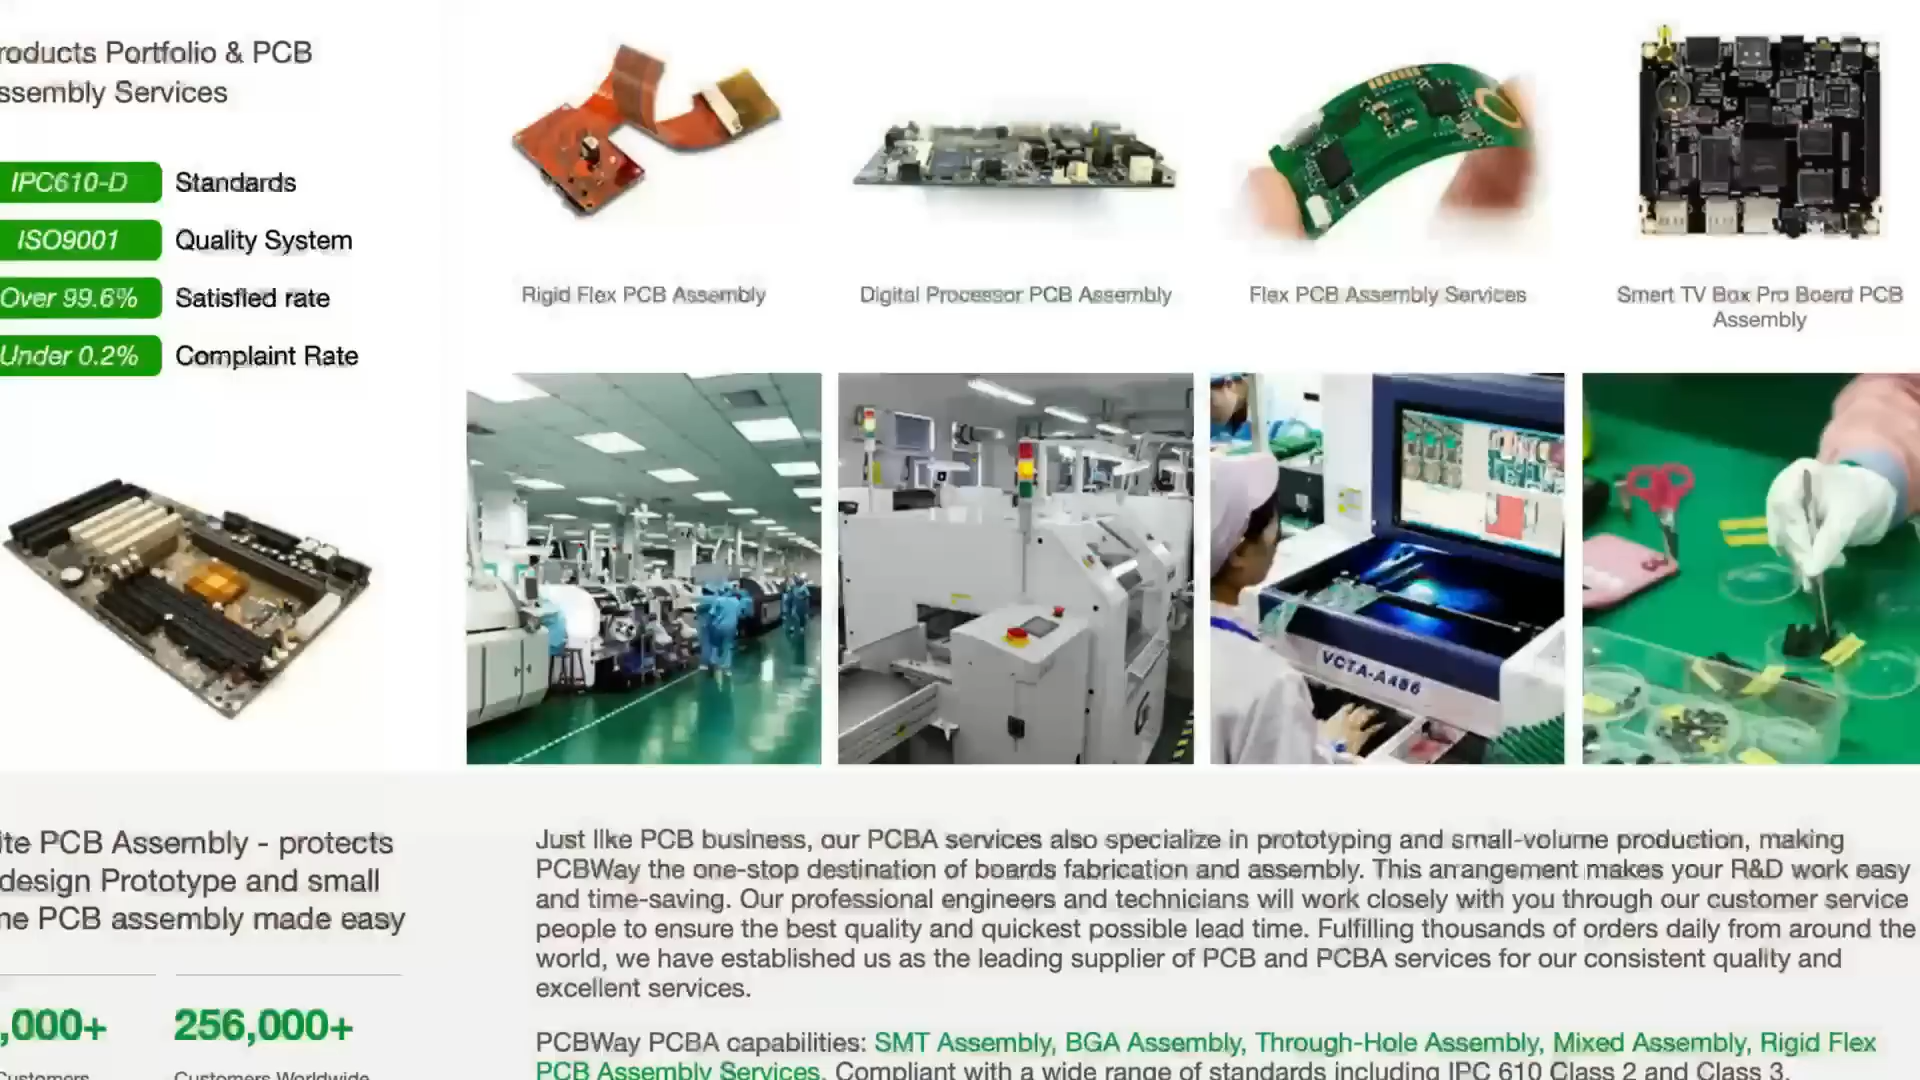 roducts Portfolio & PCB
ssembly Services
IPC610-D Standards
ISO9001 Quality System
Over 99.6% Satisfied rate
Under 0.2% Complaint Rate
Rigid Flex PCB Assembly
Digital Processor PCB Assembly
Flex PCB Assembly Services
Smert TV Box Pro Board PCB
Assembly
VCTA-A486
ite PCB Assembly - protects
design Prototype and small
ne PCB assembly made easy
,000+
256,000+
Customers
Customers Worldwide
Just like PCB business, our PCBA services also specialize in prototyping and small-volume production, making
PCBWay the one-stop destination of boards fabrication and assembly. This arrangement makes your R&D work easy
and time-saving. Our professional engineers and technicians will work closely with you through our customer service
people to ensure the best quality and quickest possible lead time. Fulfilling thousands of orders daily from around the
world, we have established us as the leading supplier of PCB and PCBA services for our consistent quality and
excellent services.
PCBWay PCBA capabilities: SMT Assembly, BGA Assembly, Through-Hole Assembly, Mixed Assembly, Rigid Flex
PCB Assembly Services. Compliant with a wide range of standards including IPC 610 Class 2 and Class 3.